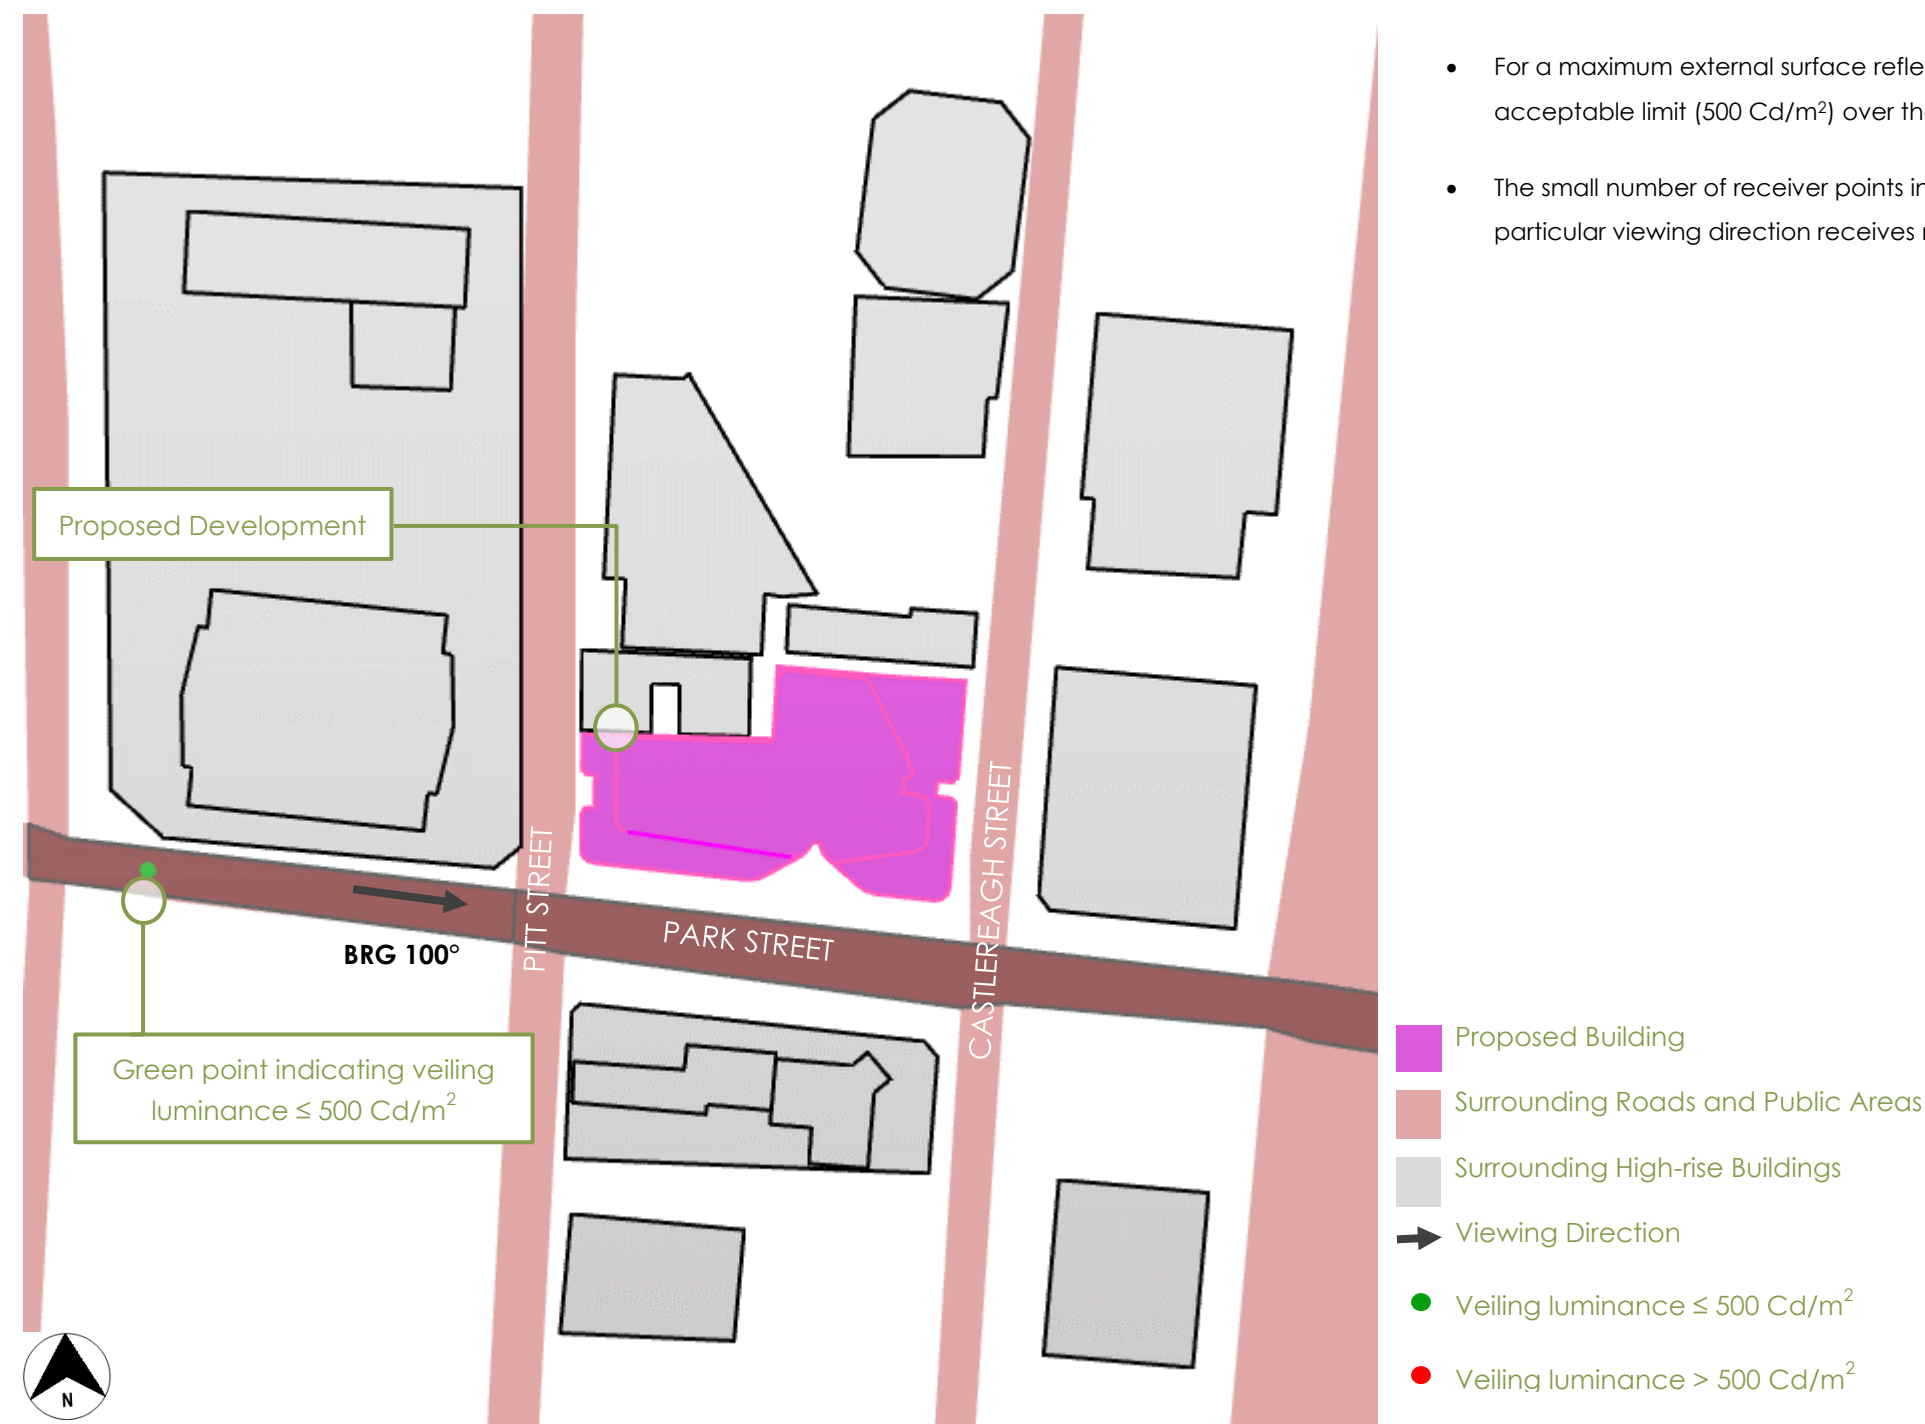 • For a maximum external surface refle
acceptable limit (500 Cd/m²) over th
• The small number of receiver points i
particular viewing direction receives
Proposed Development
PITT STREET
CASTLEREAGH STREET
PARK STREET
BRG 100°
Green point indicating veiling
luminance ≤ 500 Cd/m²
Proposed Building
Surrounding Roads and Public Areas
Surrounding High-rise Buildings
Viewing Direction
Veiling luminance ≤ 500 Cd/m²
Veiling luminance > 500 Cd/m²
N